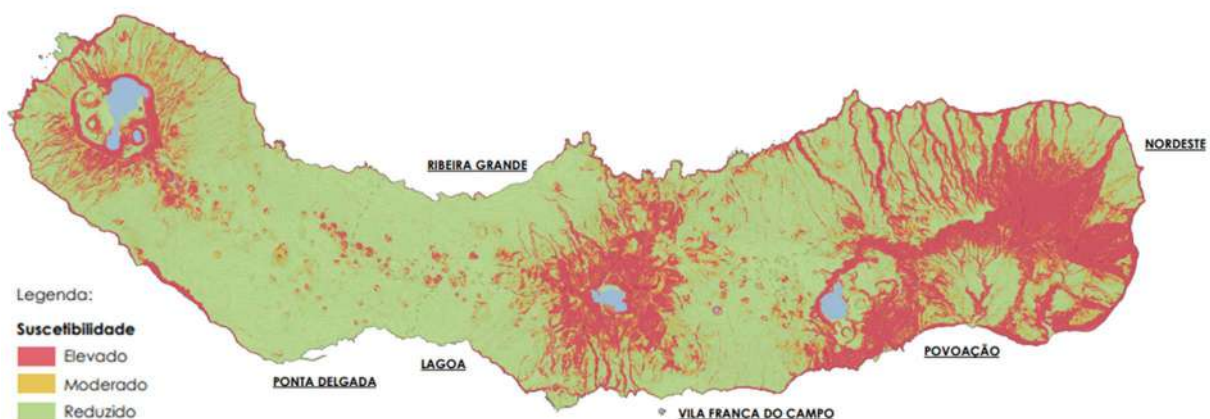 NORDESTE
RIBEIRA GRANDE
Legenda:
Suscetibilidade
Elevado
Moderado
Reduzido
PONTA DELGADA
LAGOA
POVOAÇÃO
VILA FRANCA DO CAMPO